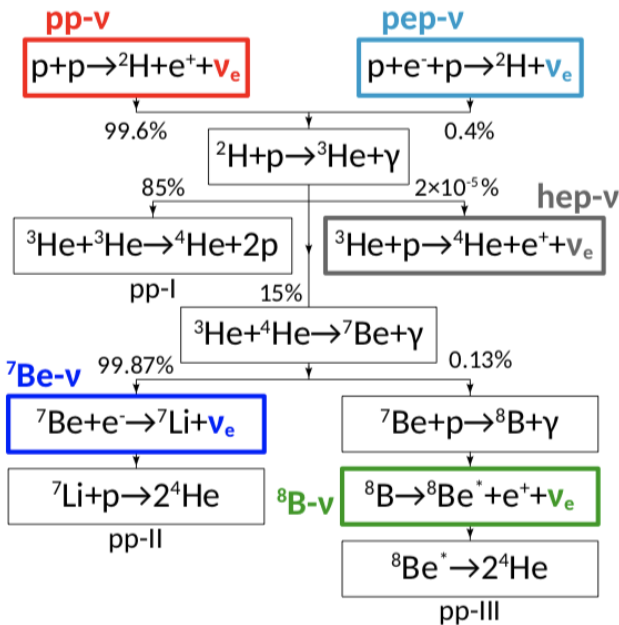 pp-ν pep-ν
p+p→²H+e⁺+νₑ p+e⁻+p→²H+νₑ
99.6% 0.4%
²H+p→³He+γ
85% 2×10⁻⁵%
hep-ν
³He+³He→⁴He+2p ³He+p→⁴He+e⁺+νₑ
pp-I 15%
³He+⁴He→⁷Be+γ
⁷Be-ν 99.87% 0.13%
⁷Be+e⁻→⁷Li+νₑ ⁷Be+p→⁸B+γ
⁷Li+p→2⁴He ⁸B-ν ⁸B→⁸Be*+e⁺+νₑ
pp-II
⁸Be*→2⁴He
pp-III